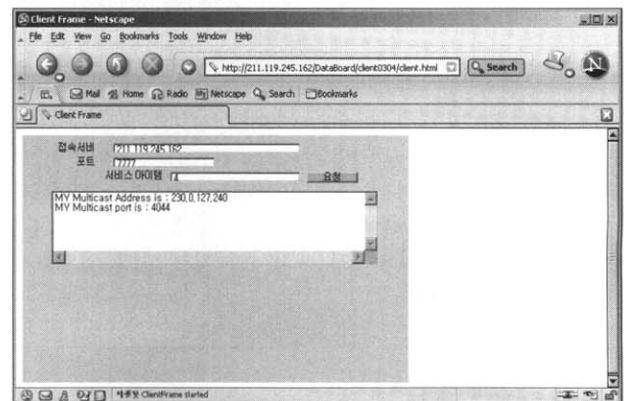 Client Frame - Netscape
File Edit View Go Bookmarks Tools Window Help
http://211.119.245.162/DataBoard/client0304/client.html Search
Mail Home Radio Netscape Search Bookmarks
Client Frame
접속서버 211.119.245.162
포트 7777
서비스 아이템 요청
MY Multicast Address is : 230,0,127,240
MY Multicast port is : 4044
애플릿 ClientFrame started